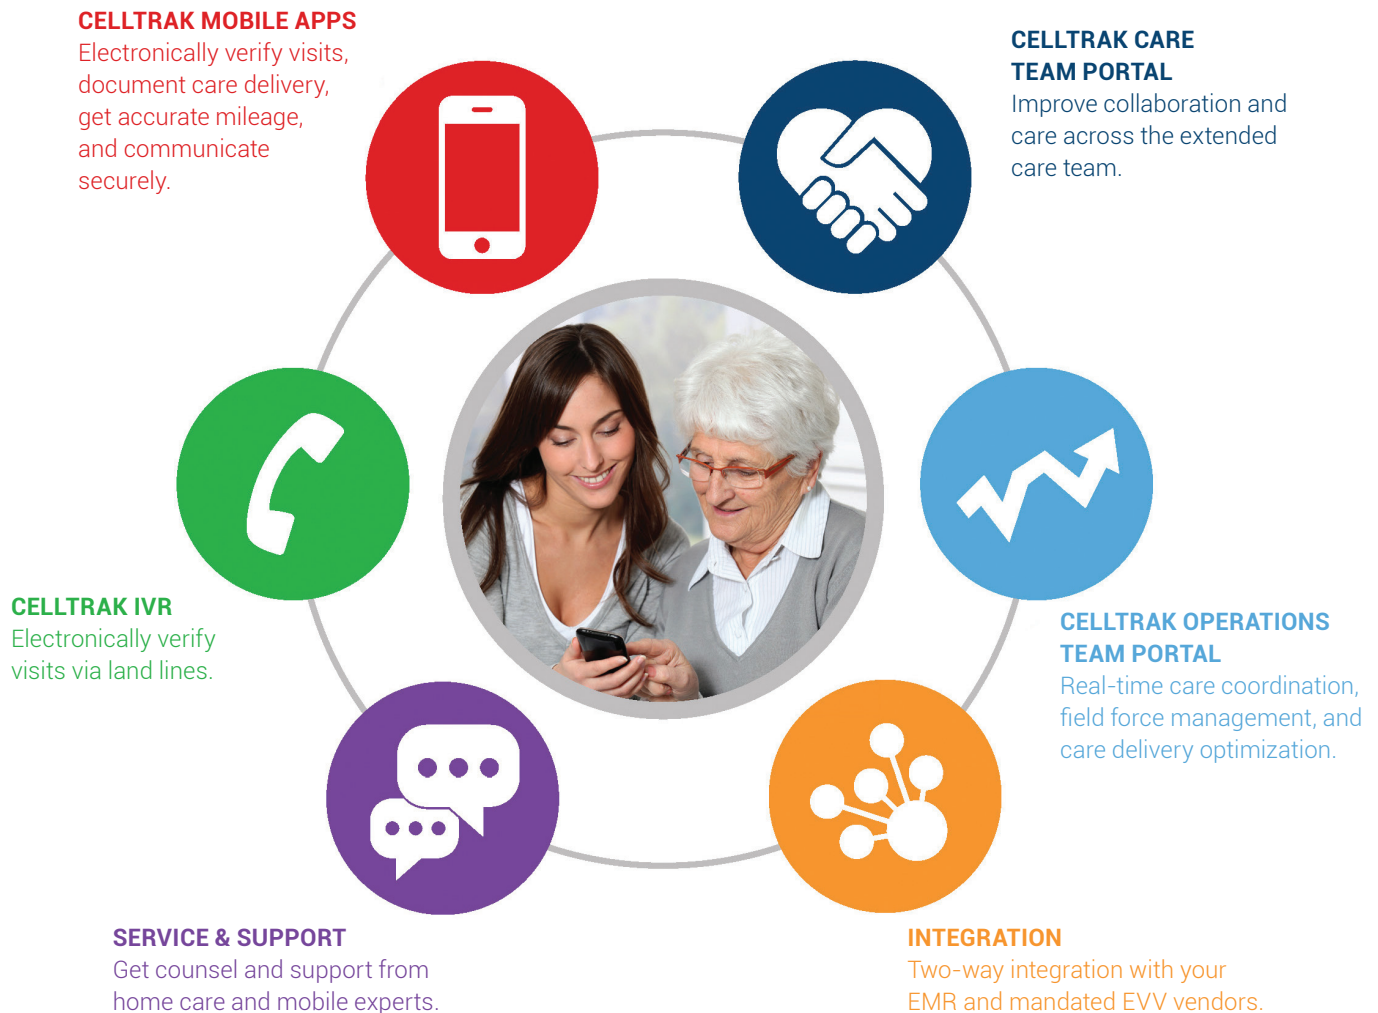 CELLTRAK MOBILE APPS
Electronically verify visits,
document care delivery,
get accurate mileage,
and communicate
securely.
CELLTRAK CARE
TEAM PORTAL
Improve collaboration and
care across the extended
care team.
CELLTRAK IVR
Electronically verify
visits via land lines.
CELLTRAK OPERATIONS
TEAM PORTAL
Real-time care coordination,
field force management, and
care delivery optimization.
SERVICE & SUPPORT
Get counsel and support from
home care and mobile experts.
INTEGRATION
Two-way integration with your
EMR and mandated EVV vendors.